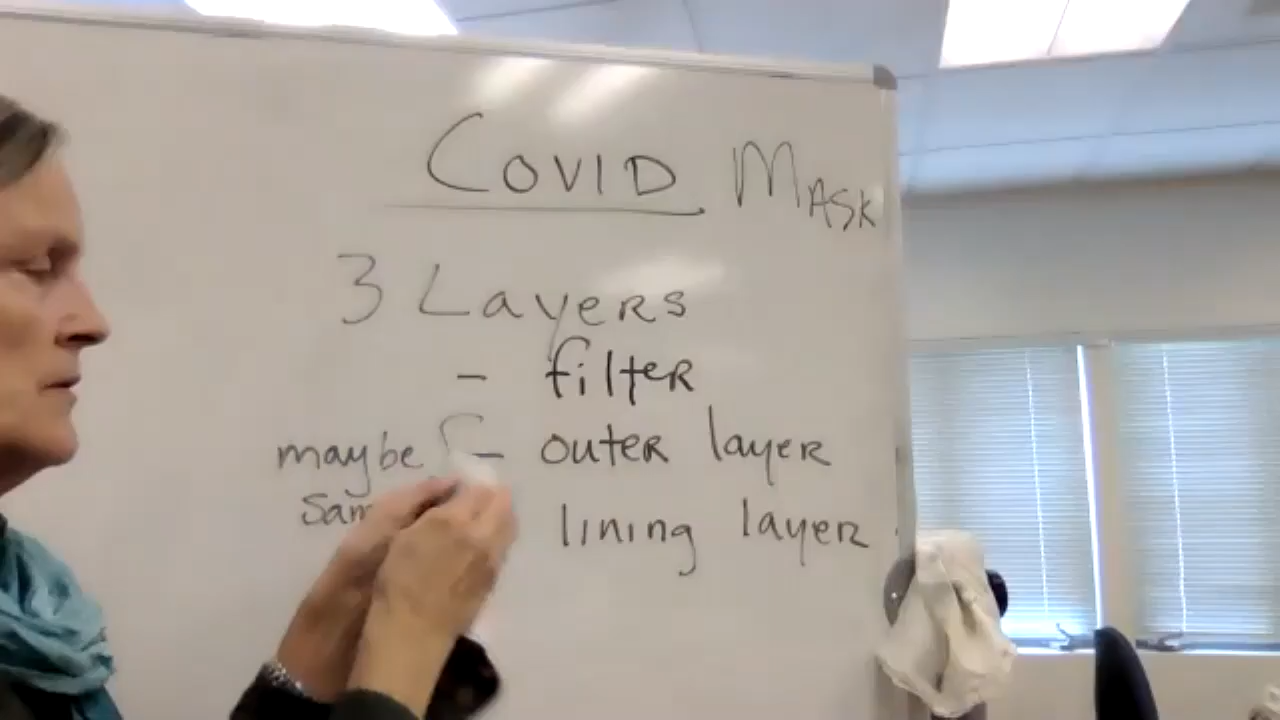 COVID MASK
3 Layers
- filter
maybe - outer layer
lining layer